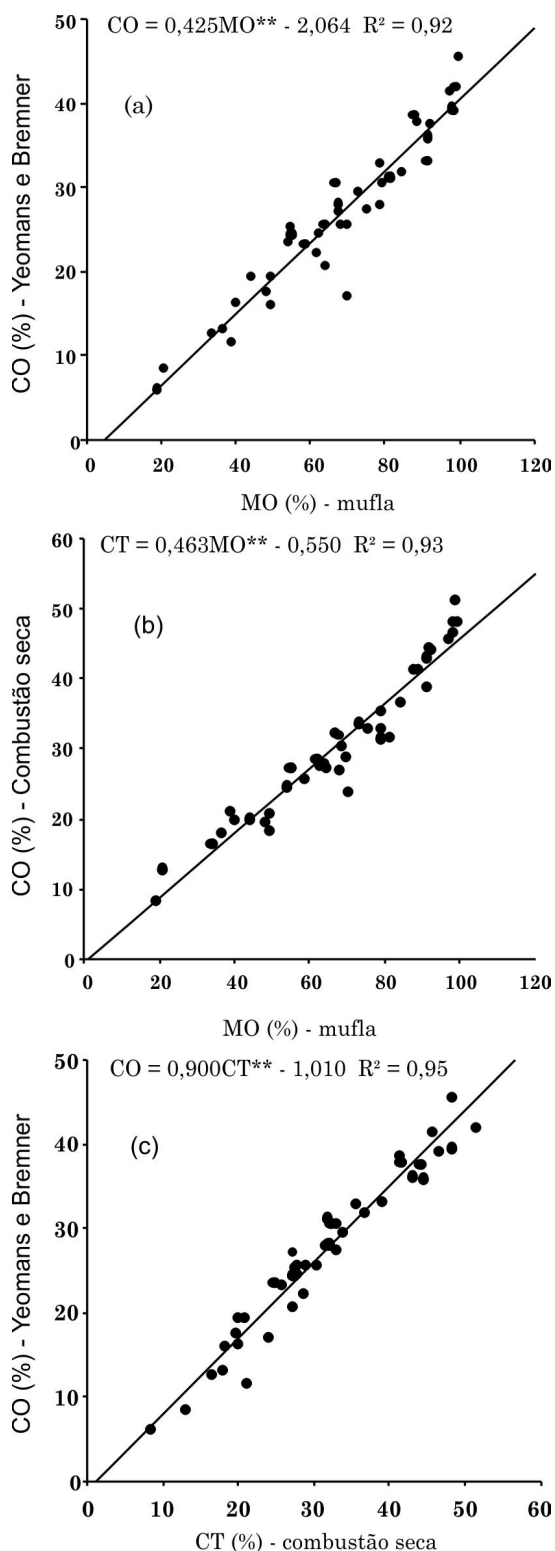 CO = 0,425MO** - 2,064 R² = 0,92
(a)
50
40
30
20
10
0
CO (%) - Yeomans e Bremner
0 20 40 60 80 100 120
MO (%) - mufla
CT = 0,463MO** - 0,550 R² = 0,93
(b)
60
50
40
30
20
10
0
CO (%) - Combustão seca
0 20 40 60 80 100 120
MO (%) - mufla
CO = 0,900CT** - 1,010 R² = 0,95
(c)
50
40
30
20
10
0
CO (%) - Yeomans e Bremner
0 10 20 30 40 50 60
CT (%) - combustão seca